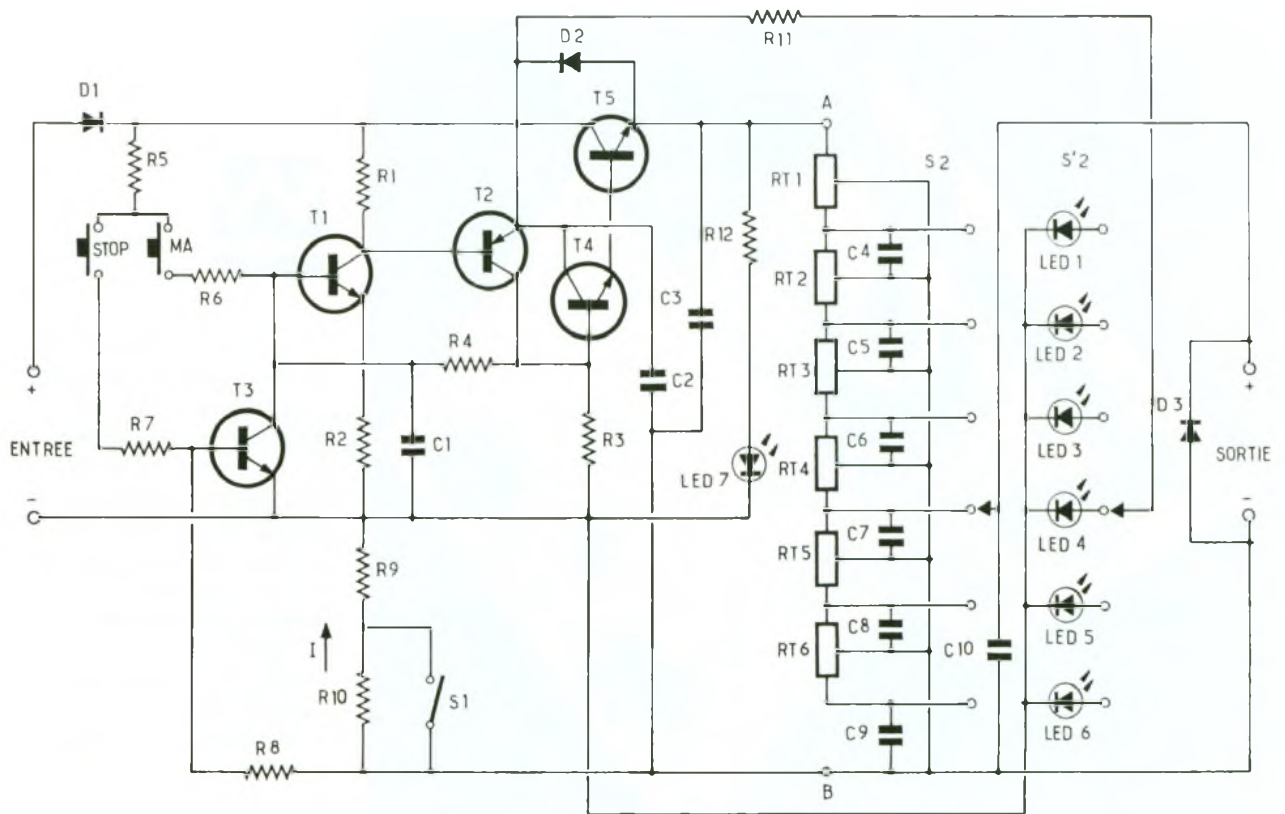 R11
D2
D1
T5
A
R5
R1
S2
S'2
RT1
T1
T2
R12
STOP
MA
T4
C4
LED 1
R6
RT2
C3
LED 2
R4
C5
RT3
+
T3
C2
D3
+
R7
R2
C1
R3
C6
LED 3
ENTREE
RT4
SORTIE
LED 7
-
-
C7
LED 4
R9
RT5
C8
LED 5
I
RT6
C10
R10
S1
LED 6
R8
C9
B